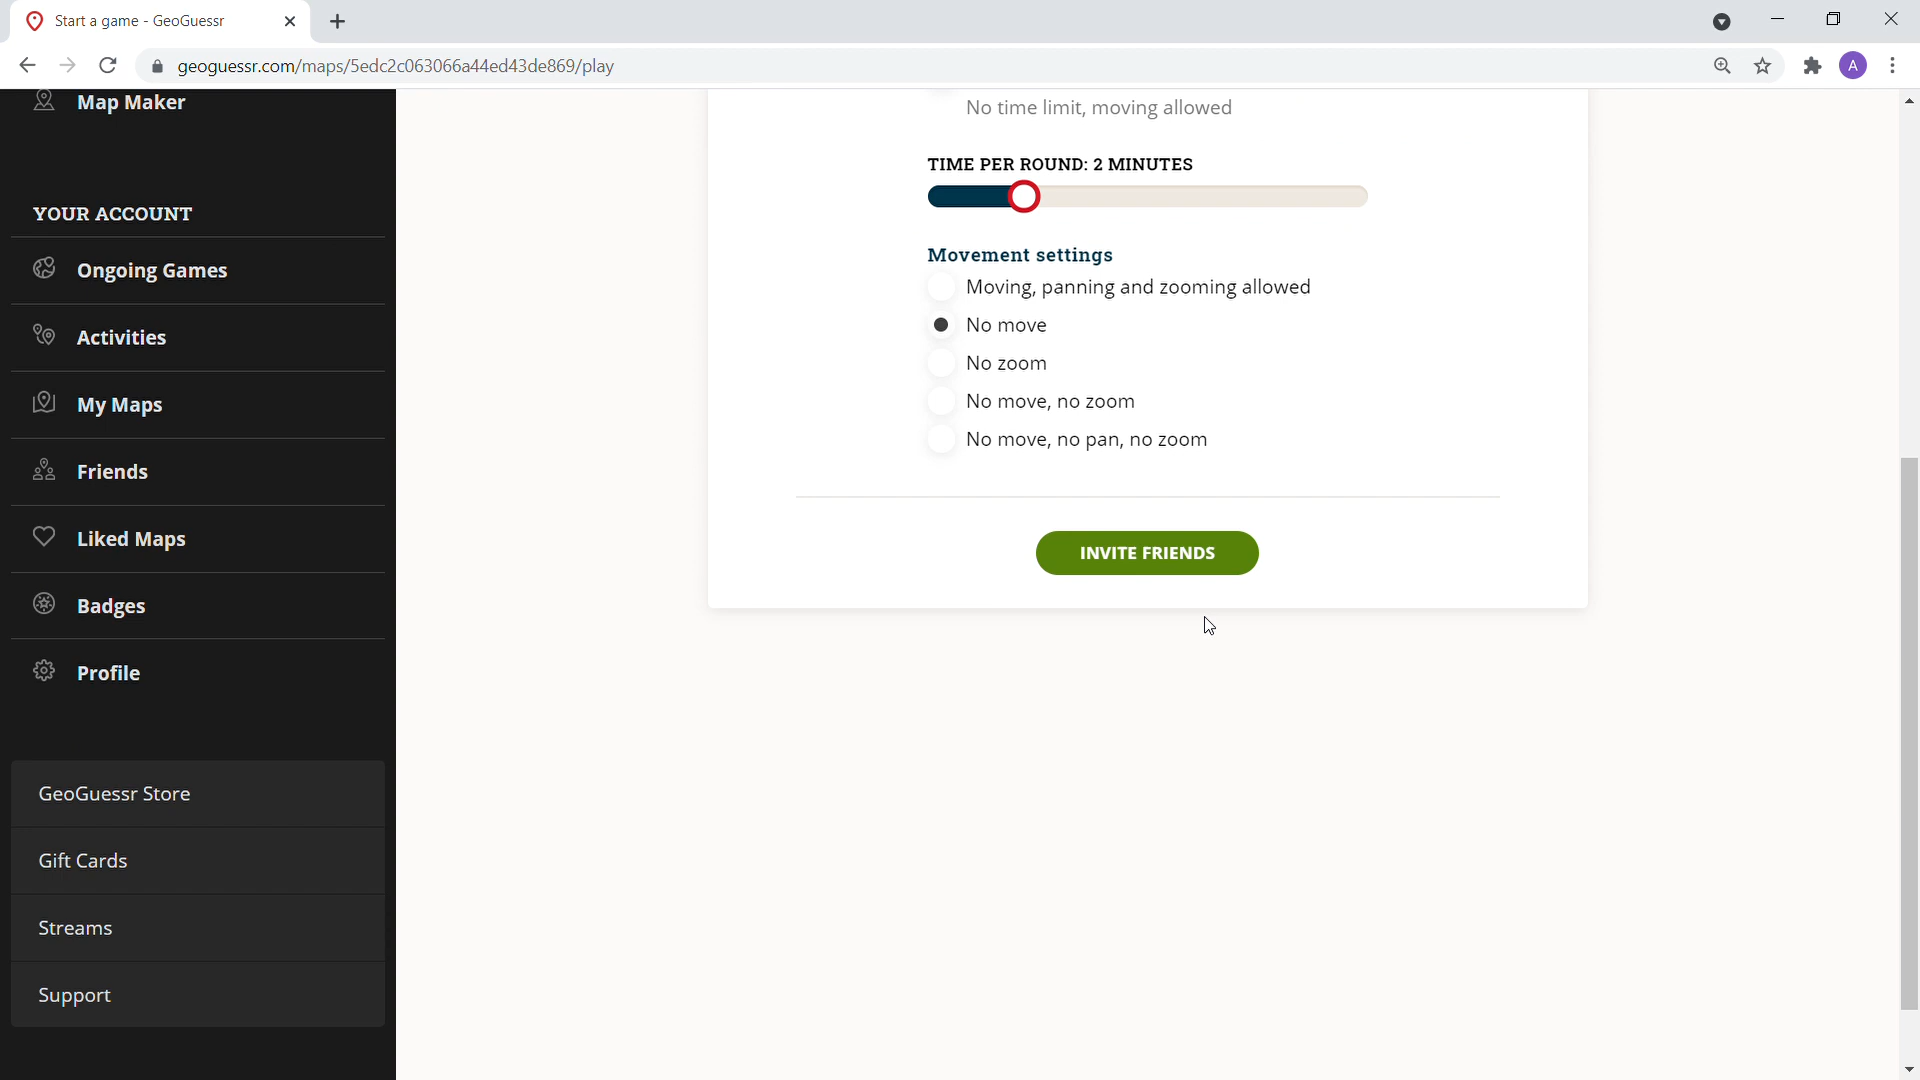 Start a game - GeoGuessr
geoguessr.com/maps/5edc2c063066a44ed43de869/play
A
Map Maker
YOUR ACCOUNT
Ongoing Games
Activities
My Maps
Friends
Liked Maps
Badges
Profile
GeoGuessr Store
Gift Cards
Streams
Support
No time limit, moving allowed
TIME PER ROUND: 2 MINUTES
Movement settings
Moving, panning and zooming allowed
No move
No zoom
No move, no zoom
No move, no pan, no zoom
INVITE FRIENDS